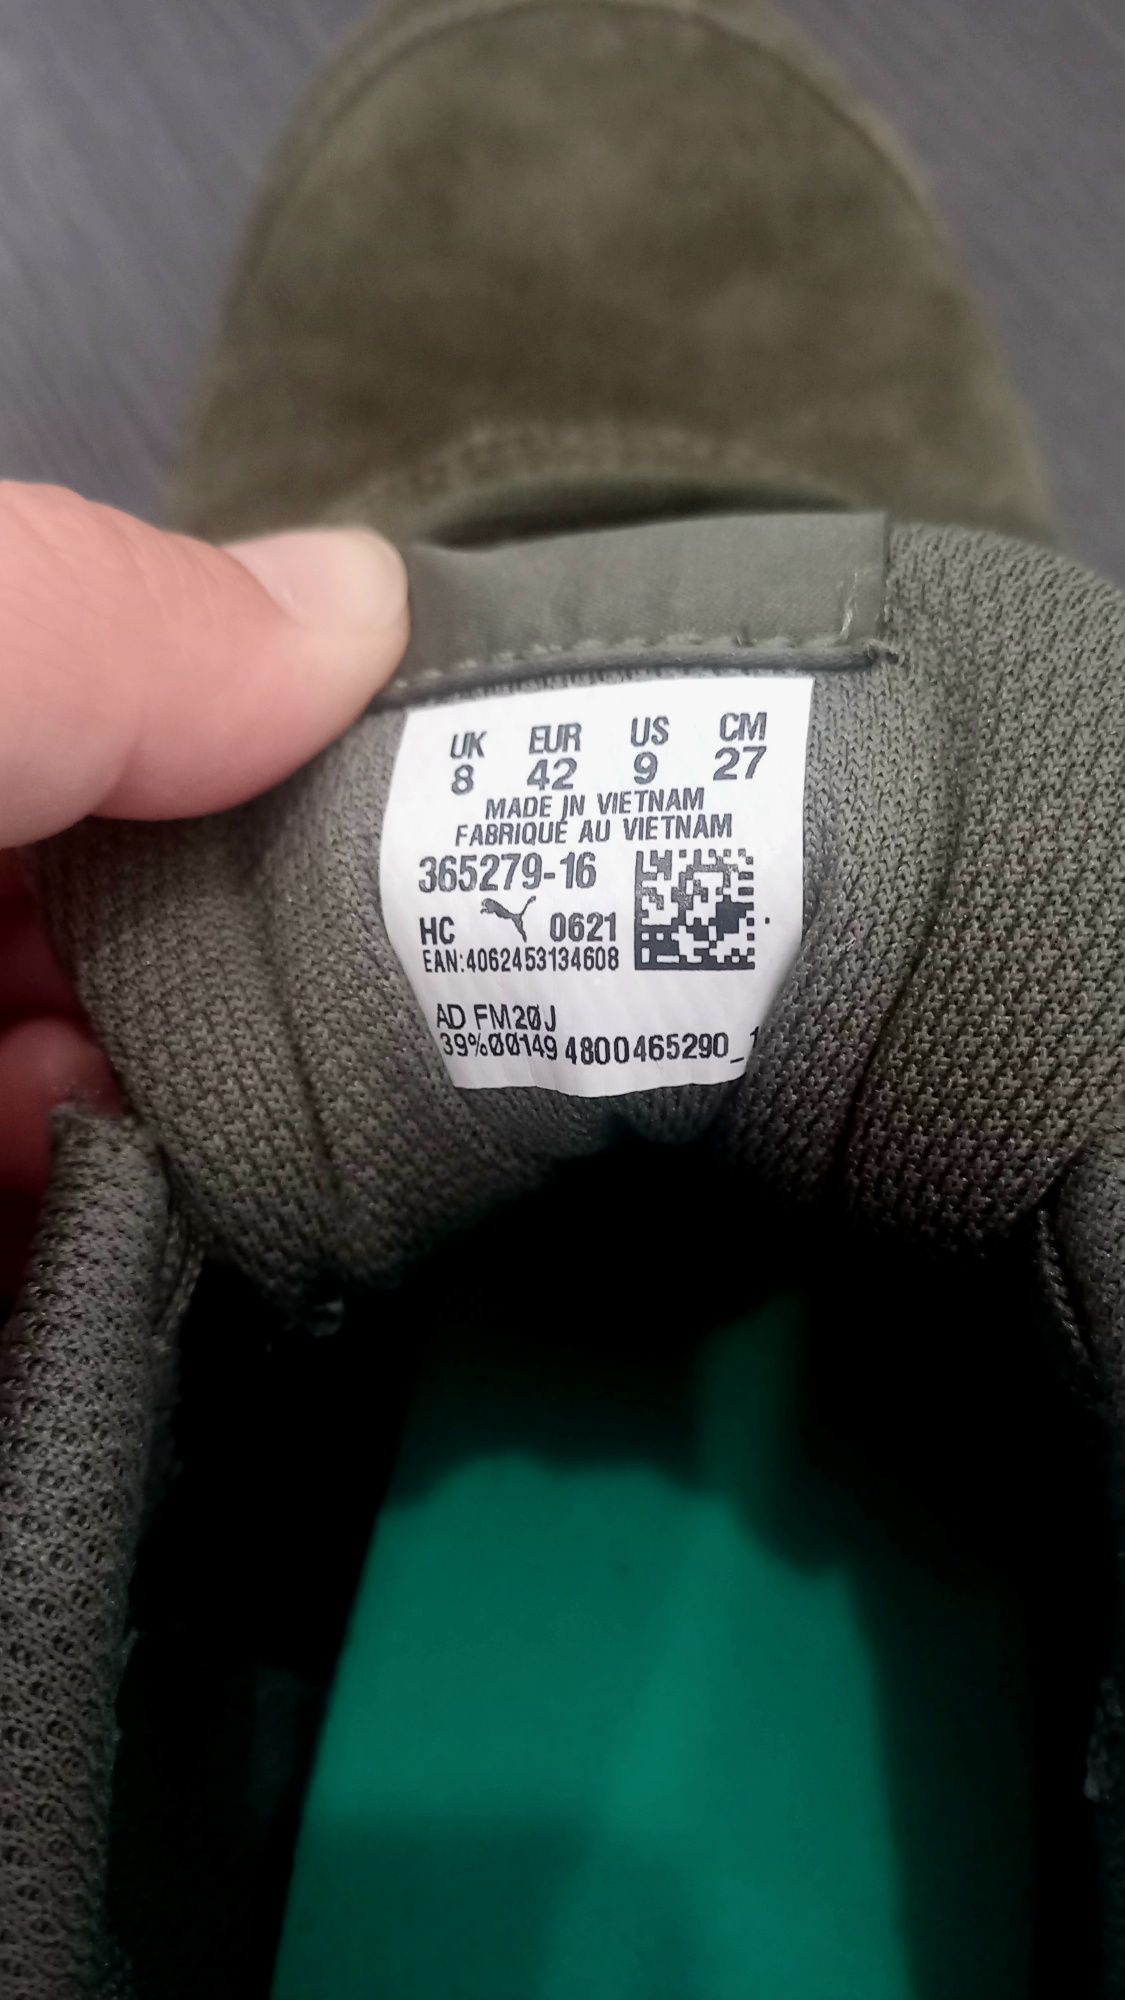 UK EUR US CM
8 42 9 27
MADE IN VIETNAM
FABRIQUE AU VIETNAM
365279-16
HC 0621
EAN:4062453134608
AD FM20J
39%00149 4800465290_1